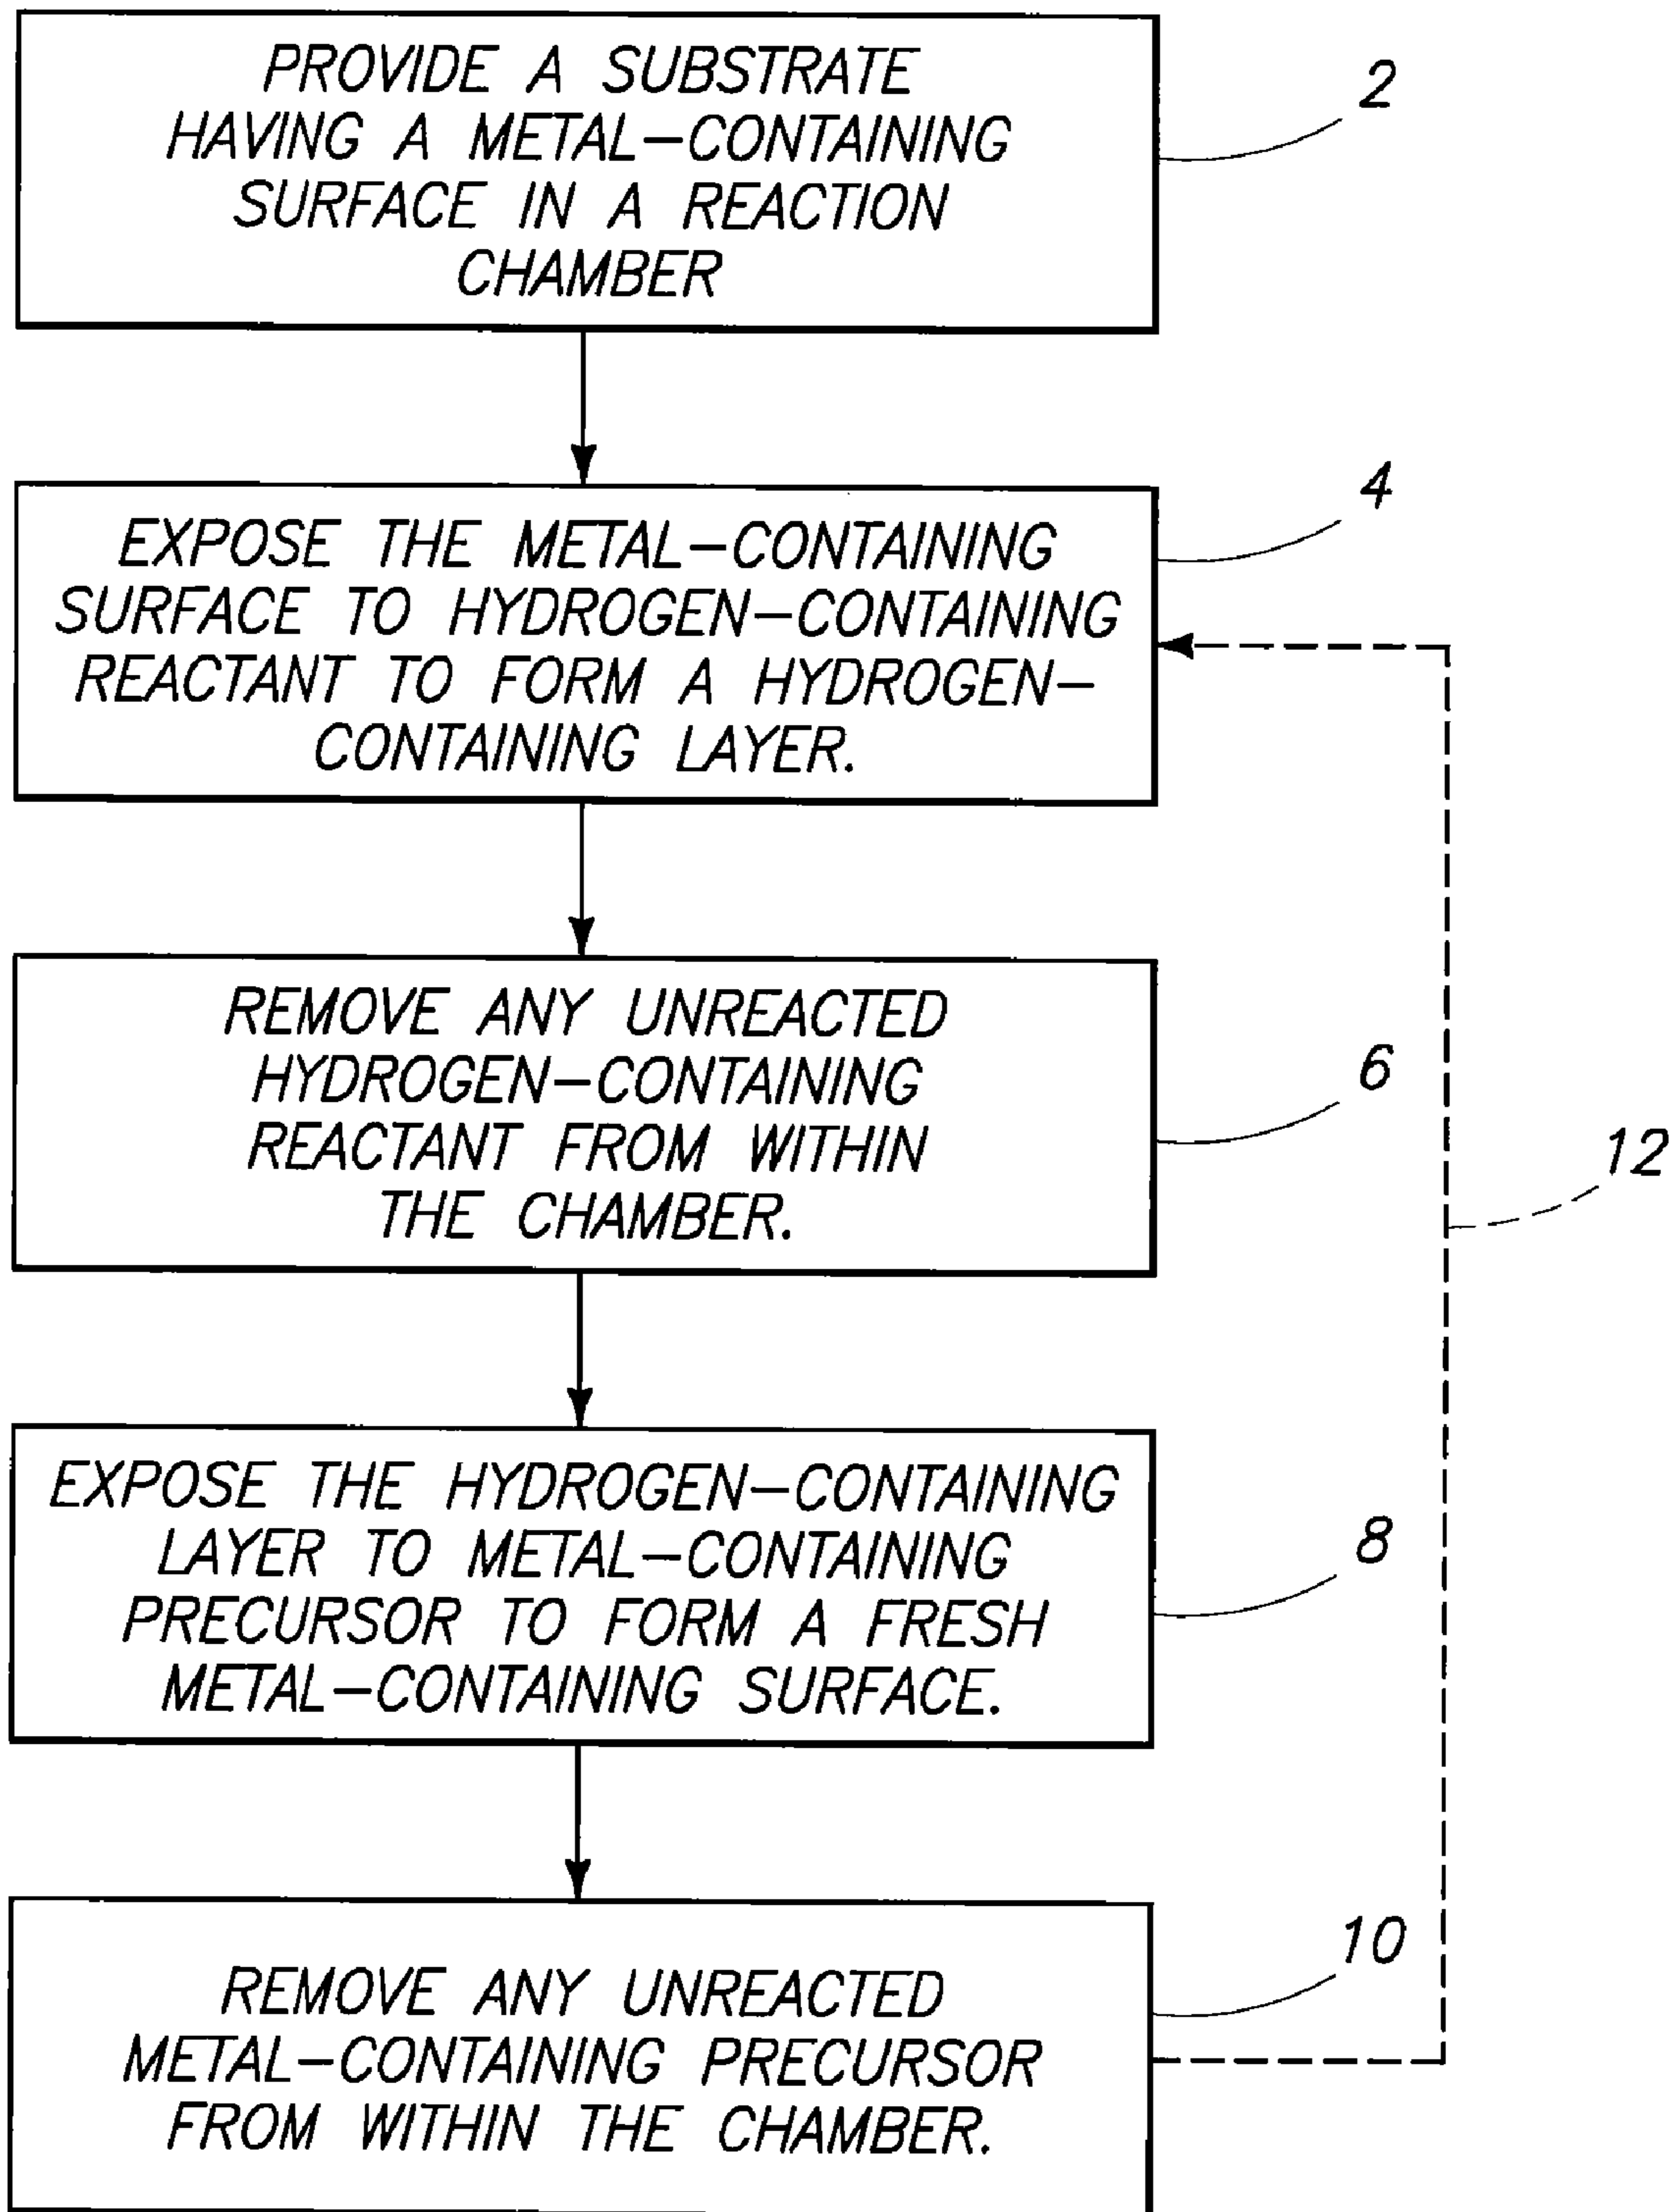 PROVIDE A SUBSTRATE
HAVING A METAL–CONTAINING
SURFACE IN A REACTION
CHAMBER
2
EXPOSE THE METAL–CONTAINING
SURFACE TO HYDROGEN–CONTAINING
REACTANT TO FORM A HYDROGEN–
CONTAINING LAYER.
4
REMOVE ANY UNREACTED
HYDROGEN–CONTAINING
REACTANT FROM WITHIN
THE CHAMBER.
6
12
EXPOSE THE HYDROGEN–CONTAINING
LAYER TO METAL–CONTAINING
PRECURSOR TO FORM A FRESH
METAL–CONTAINING SURFACE.
8
REMOVE ANY UNREACTED
METAL–CONTAINING PRECURSOR
FROM WITHIN THE CHAMBER.
10